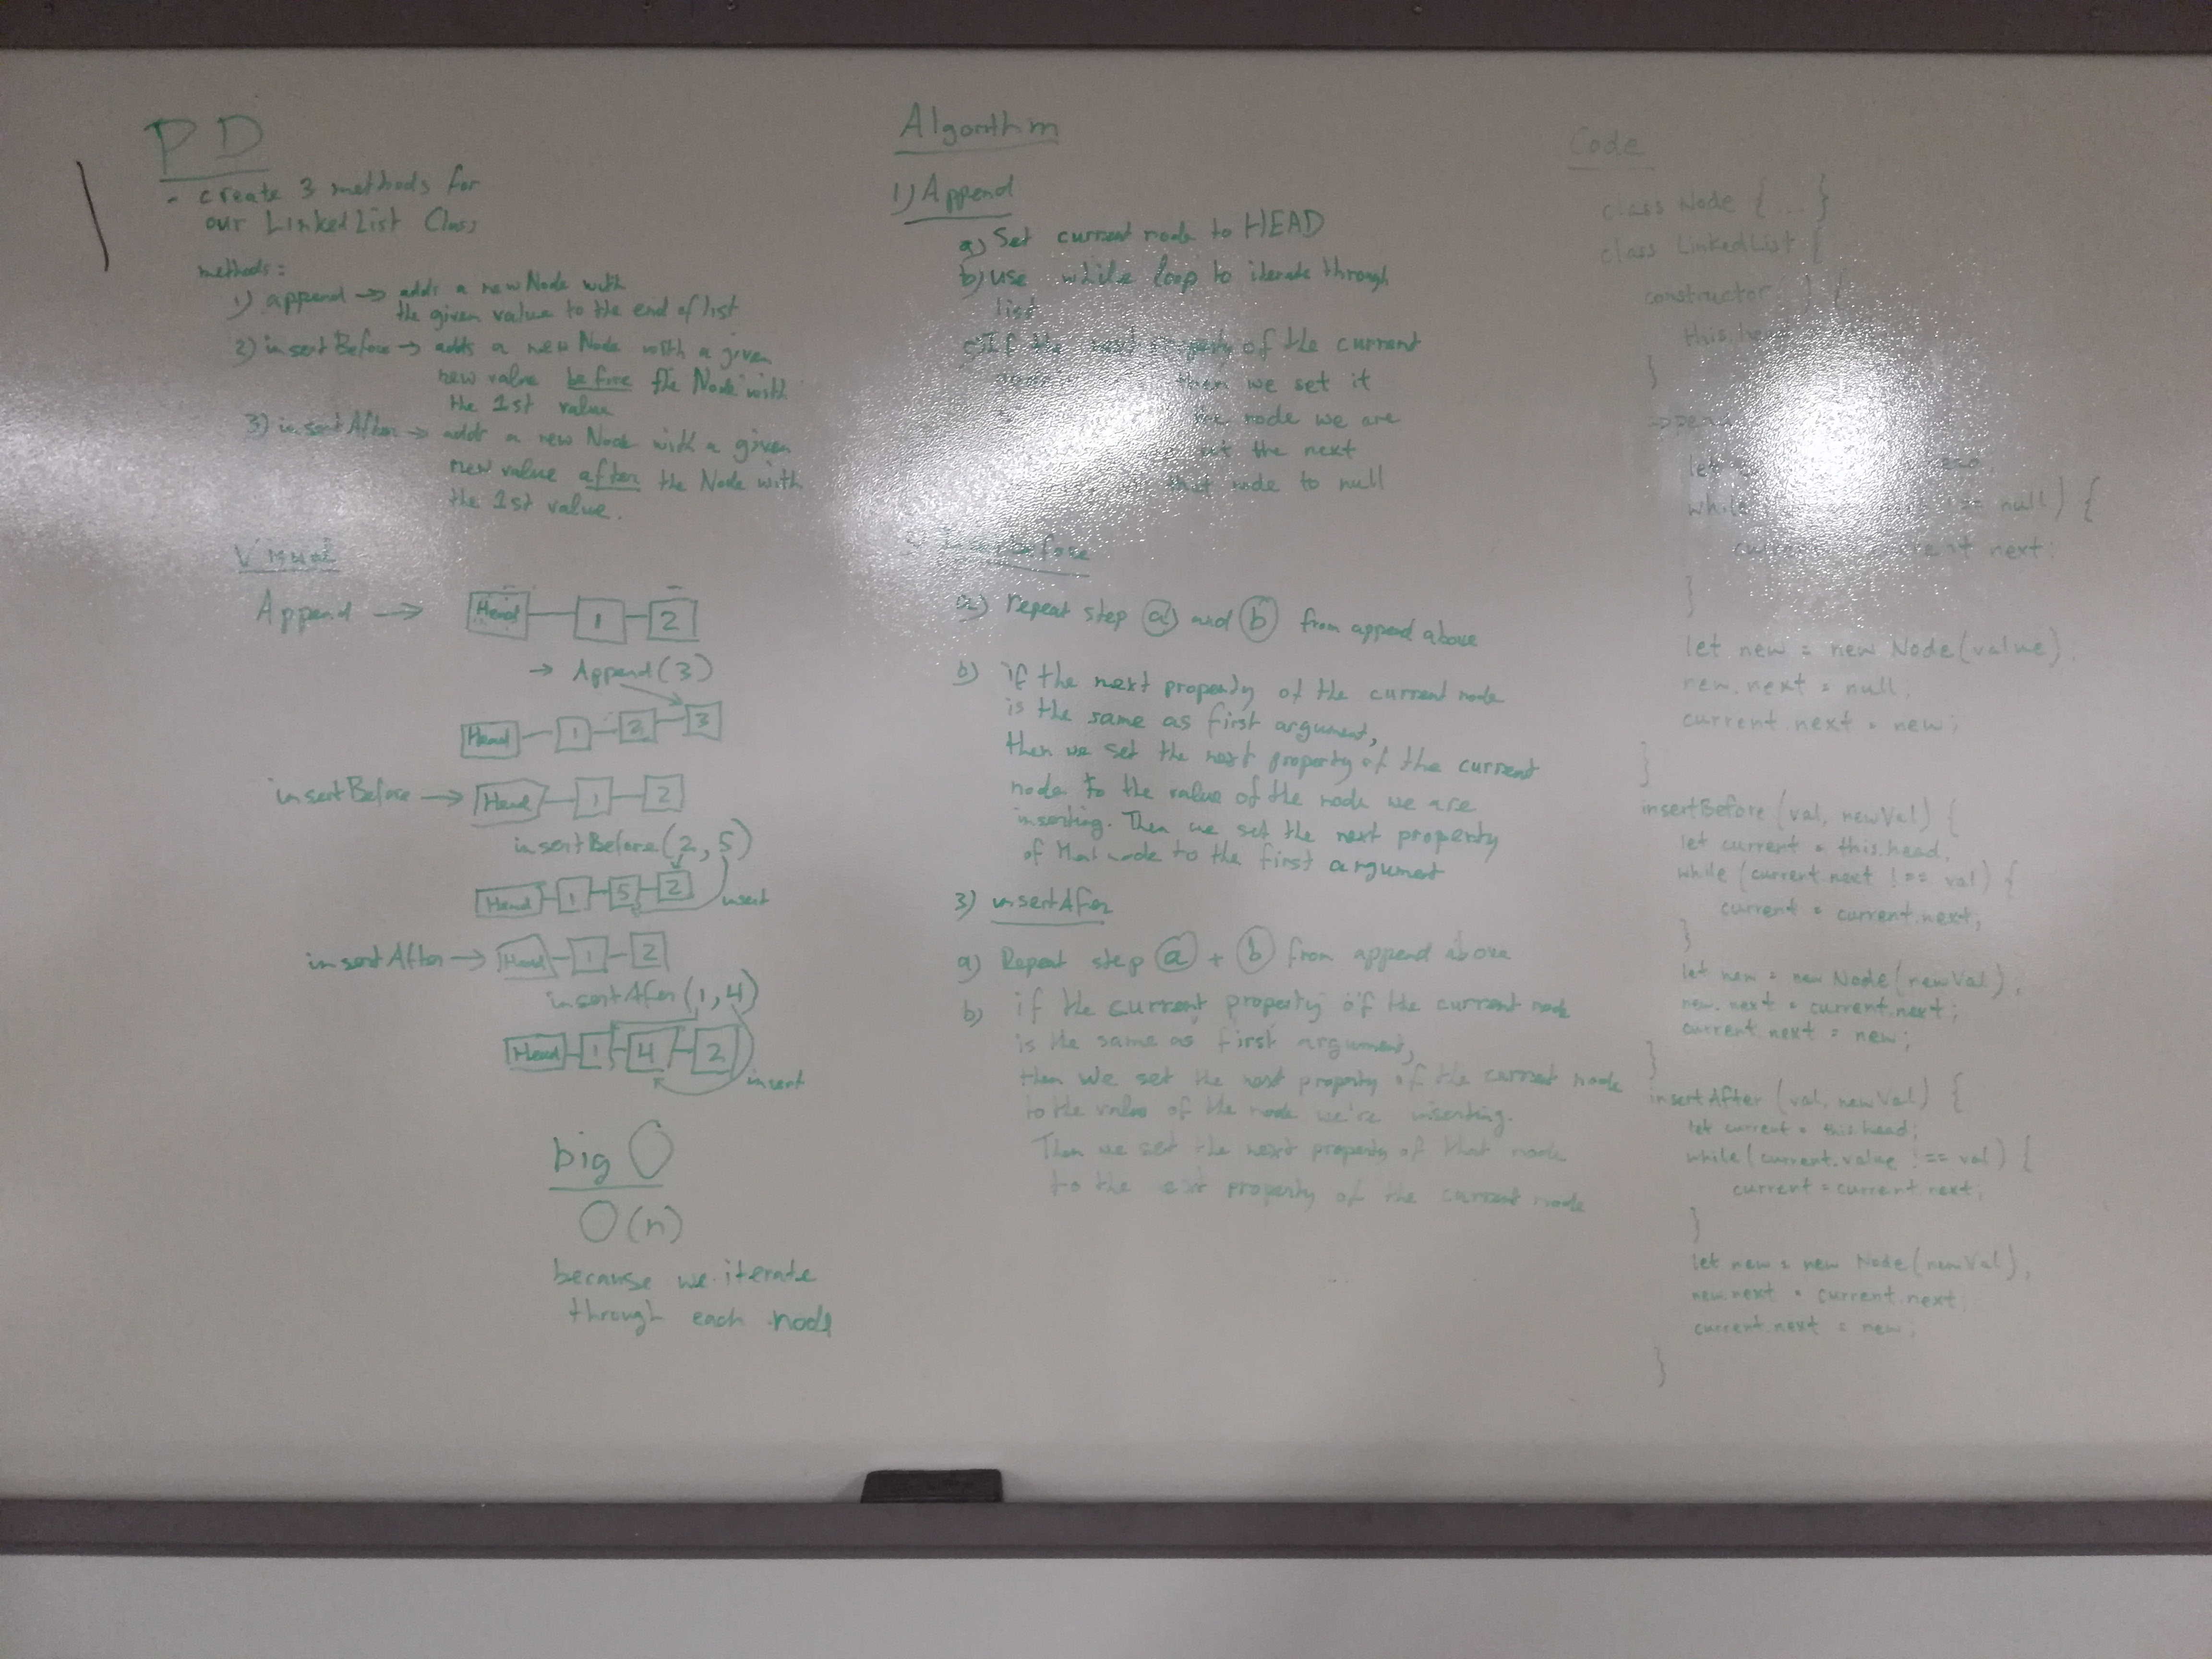 PD
- create 3 methods for
our LinkedList Class
methods:
1) append → adds a new Node with
the given value to the end of list
2) insertBefore → adds a new Node with a given
new value before the Node with
the 1st value
3) insertAfter → adds a new Node with a given
new value after the Node with
the 1st value.
Visual
Append →
Head 1 2
→ Append(3)
Head 1 2 3
insertBefore → Head 1 2
insertBefore(2,5)
Head 1 5 2
insert
insertAfter → Head 1 2
insertAfer(1,4)
Head 1 4 2
insert
big O
O(n)
because we iterate
through each node
Algorithm
1) Append
a) Set current node to HEAD
b) use while loop to iterate through
list
c) If the next property of the current
then we set it
the node we are
the next
that node to null
insertBefore
a) repeat step a and b from append above
b) if the next property of the current node
is the same as first argument,
then we set the next property of the current
node to the value of the node we are
inserting. Then we set the next property
of that node to the first argument
3) insertAfer
a) Repeat step a + b from append above
b) if the current property of the current node
is the same as first argument,
then we set the next property of the current node
to the value of the node we're inserting.
Then we set the next property of that node
to the property of the current node
Code
class Node {...}
class LinkedList {
constructor ) {
this.hea
}
append
let
while == null) {
current next;
}
let new = new Node(value),
new.next = null;
current next = new;
}
insertBefore (val, newVal) {
let current = this.head,
while (current.next !== val) {
current = current.next;
}
let new = new Node(newVal),
new.next = current.next;
current next = new;
}
insertAfter (val, newVal) {
let current = this.head;
while (current.value !== val) {
current = current next;
}
let new = new Node(newVal),
new.next = current.next;
current.next = new;
}